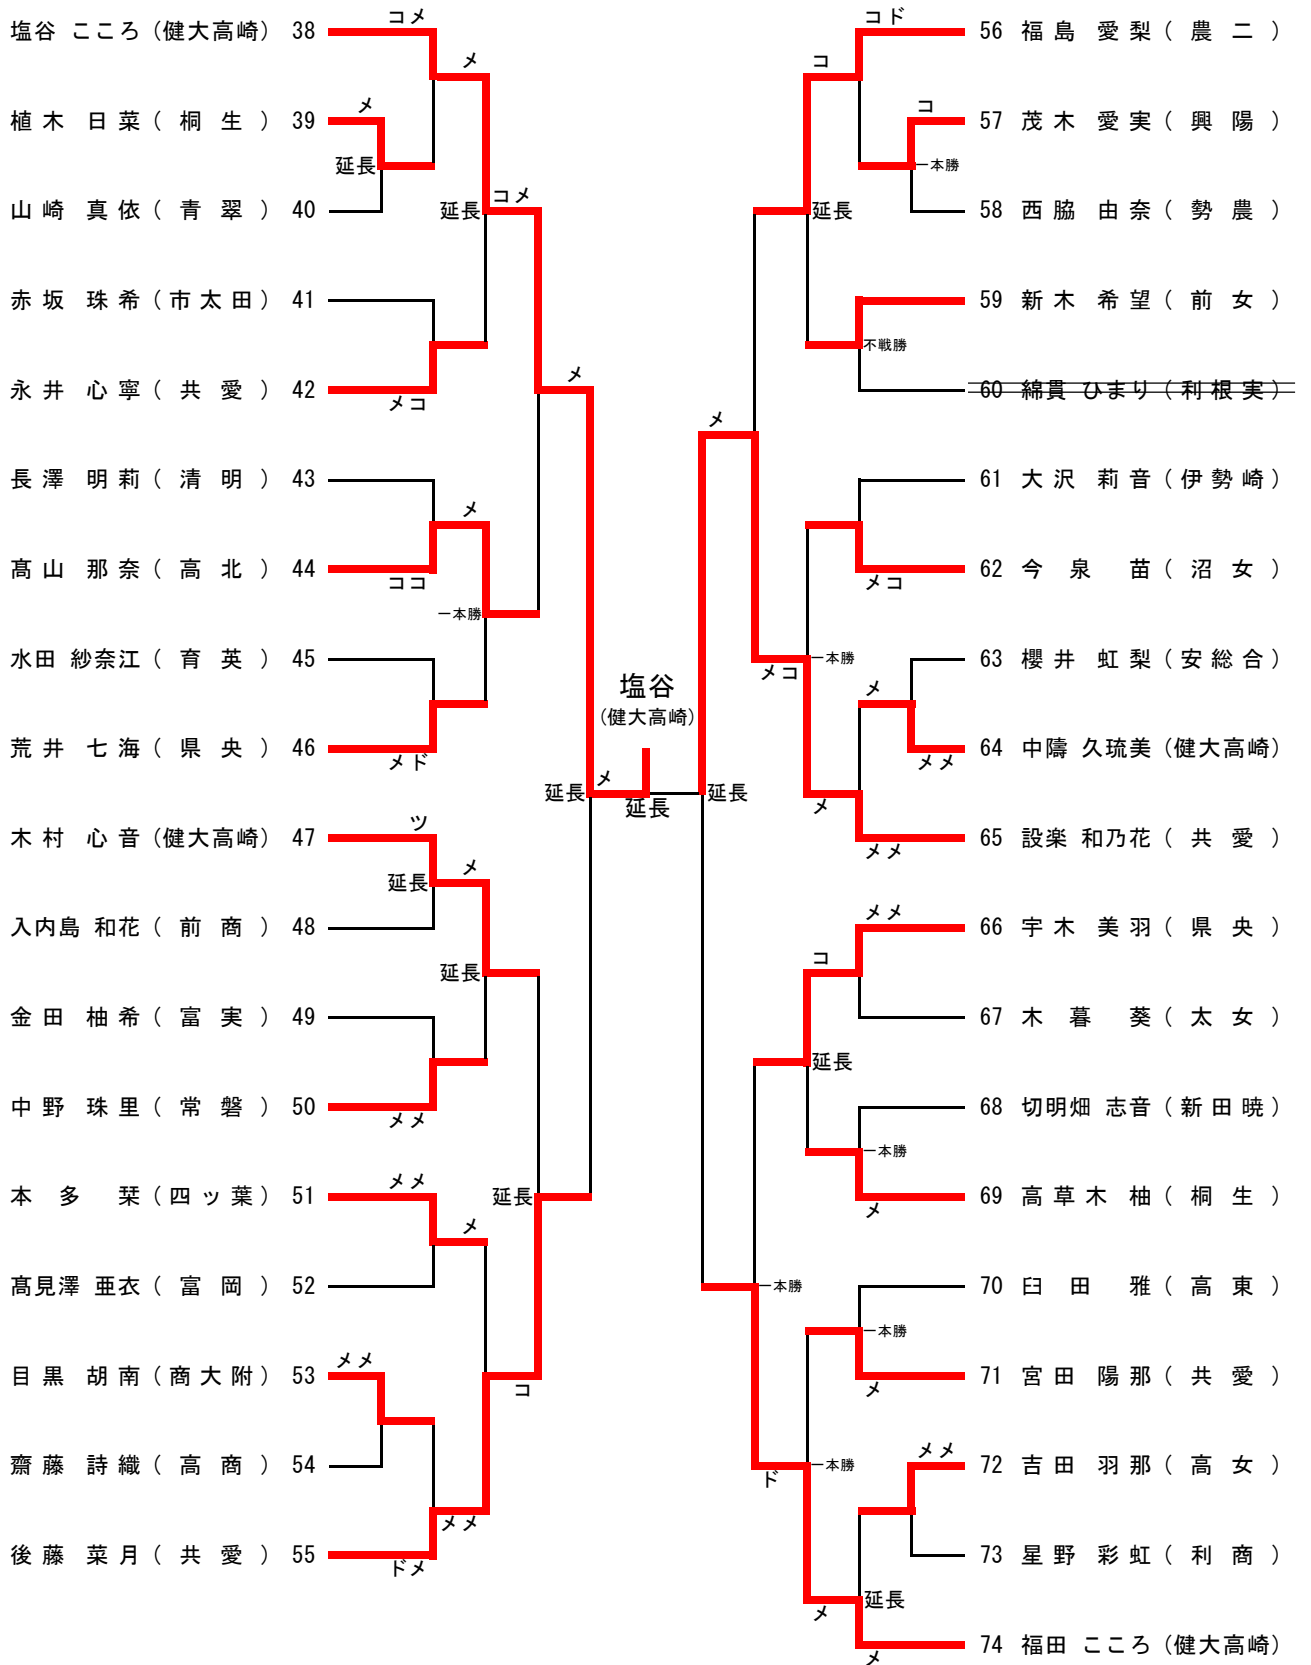 コメ
塩谷 こころ (健大高崎) 38
メ
メ
植木 日菜 ( 桐生 ) 39
延長
山崎 真依 ( 青翠 ) 40
コメ
延長
赤坂 珠希 ( 市太田 ) 41
永井 心寧 ( 共愛 ) 42
メコ
メ
長澤 明莉 ( 清明 ) 43
メ
髙山 那奈 ( 高北 ) 44
ココ
一本勝
水田 紗奈江 ( 育英 ) 45
荒井 七海 ( 県央 ) 46
メド
延長
メ
木村 心音 (健大高崎) 47
ツ
メ
延長
入内島 和花 ( 前商 ) 48
延長
金田 柚希 ( 富実 ) 49
中野 珠里 ( 常磐 ) 50
メメ
本多 栞 ( 四ッ葉 ) 51
メメ
延長
メ
髙見澤 亜衣 ( 富岡 ) 52
メメ
目黒 胡南 ( 商大附 ) 53
コ
齋藤 詩織 ( 高商 ) 54
メメ
後藤 菜月 ( 共愛 ) 55
ドメ
塩谷
(健大高崎)
延長
コド
56 福島 愛梨 ( 農二 )
コ
コ
57 茂木 愛実 ( 興陽 )
一本勝
58 西脇 由奈 ( 勢農 )
延長
59 新木 希望 ( 前女 )
不戦勝
60 綿貫 ひまり ( 利根実 )
メ
61 大沢 莉音 ( 伊勢崎 )
62 今泉 苗 ( 沼女 )
メコ
一本勝
メコ
63 櫻井 虹梨 ( 安総合 )
メ
64 中隯 久琉美 (健大高崎)
メメ
延長
メ
65 設楽 和乃花 ( 共愛 )
メメ
メメ
66 宇木 美羽 ( 県央 )
コ
67 木暮 葵 ( 太女 )
延長
68 切明畑 志音 ( 新田暁 )
一本勝
69 高草木 柚 ( 桐生 )
メ
一本勝
70 臼田 雅 ( 高東 )
一本勝
71 宮田 陽那 ( 共愛 )
メ
メメ
72 吉田 羽那 ( 高女 )
一本勝
ド
73 星野 彩虹 ( 利商 )
延長
メ
74 福田 こころ (健大高崎)
メ